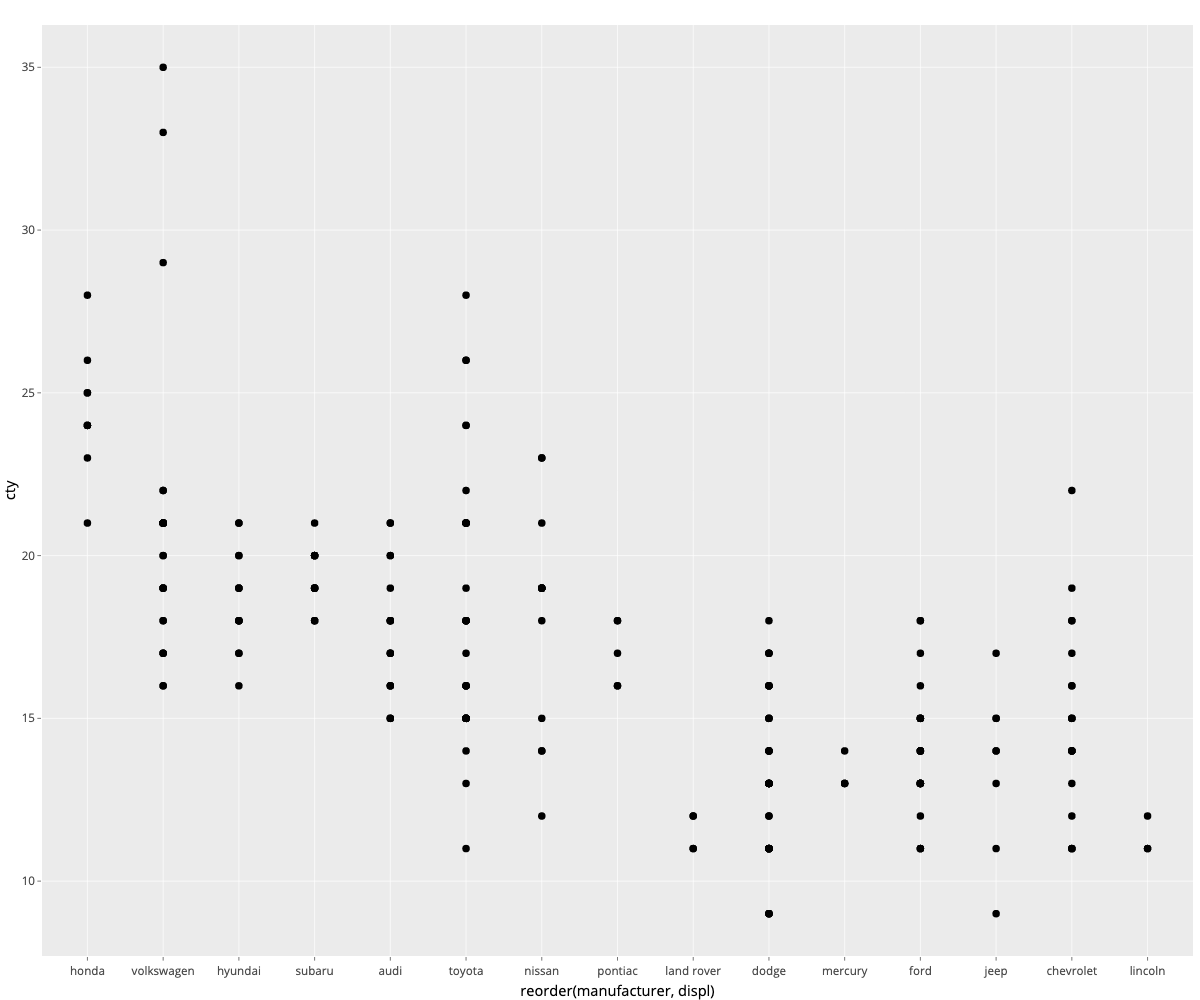 35
30
25
20
15
10
cty
honda volkswagen hyundai subaru audi toyota nissan pontiac land rover dodge mercury ford jeep chevrolet lincoln
reorder(manufacturer, displ)